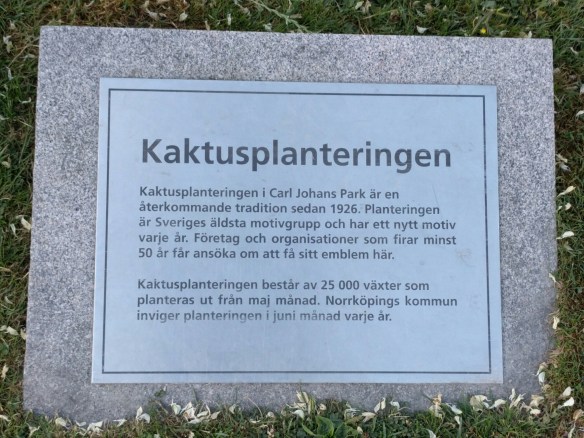 Kaktusplanteringen
Kaktusplanteringen i Carl Johans Park är en
återkommande tradition sedan 1926. Planteringen
är Sveriges äldsta motivgrupp och har ett nytt motiv
varje år. Företag och organisationer som firar minst
50 år får ansöka om att få sitt emblem här.
Kaktusplanteringen består av 25 000 växter som
planteras ut från maj månad. Norrköpings kommun
inviger planteringen i juni månad varje år.